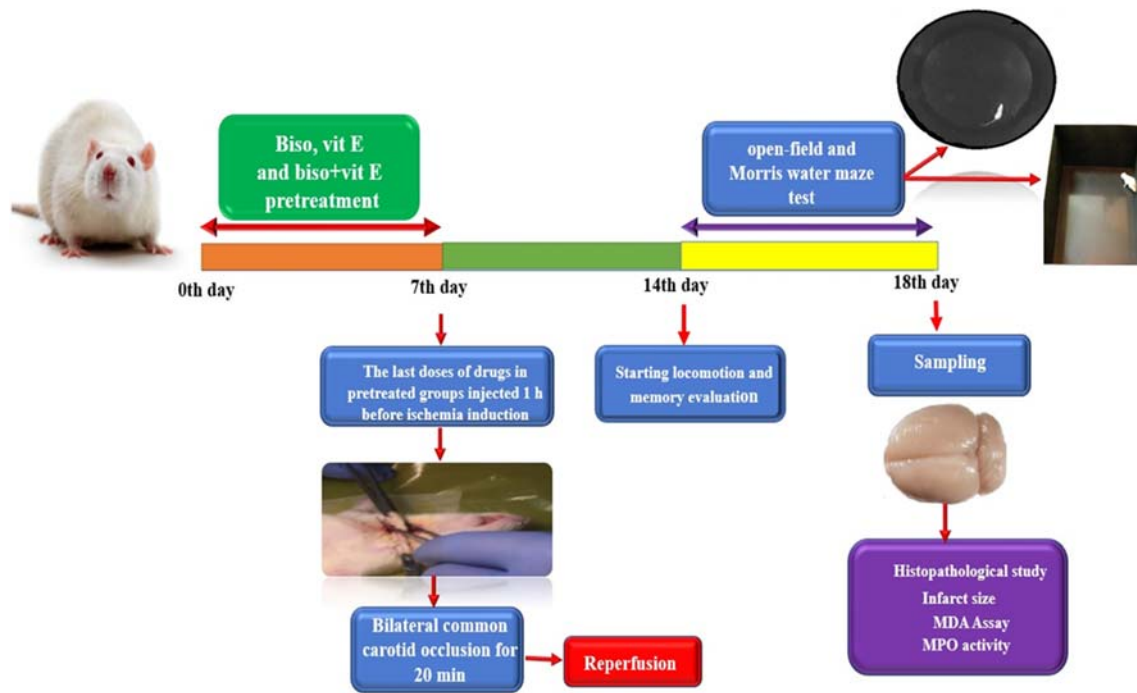 Biso, vit E
and biso+vit E
pretreatment
open-field and
Morris water maze
test
0th day
7th day
14th day
18th day
The last doses of drugs in
pretreated groups injected 1 h
before ischemia induction
Starting locomotion and
memory evaluation
Sampling
Bilateral common
carotid occlusion for
20 min
Reperfusion
Histopathological study
Infarct size
MDA Assay
MPO activity